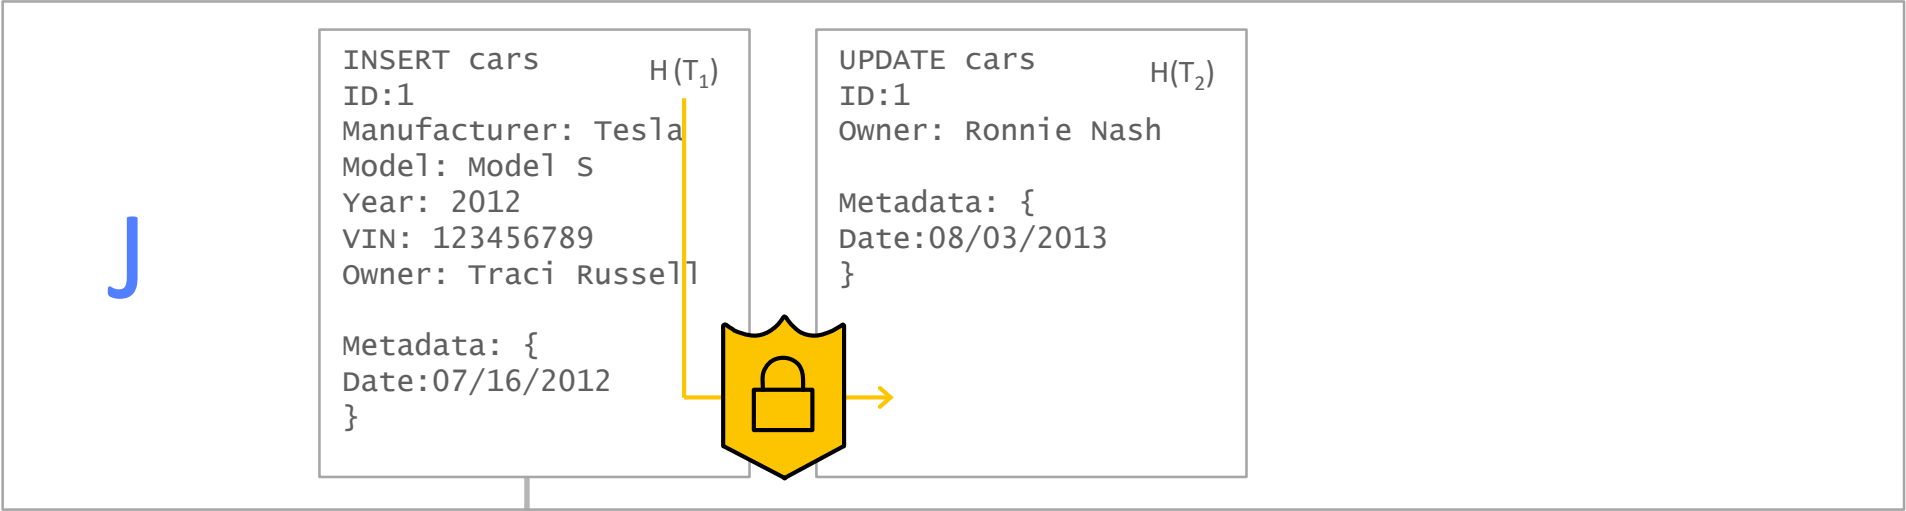 J
INSERT cars
H(T1)
ID:1
Manufacturer: Tesla
Model: Model S
Year: 2012
VIN: 123456789
Owner: Traci Russell
Metadata: {
Date:07/16/2012
}
UPDATE cars
H(T2)
ID:1
Owner: Ronnie Nash
Metadata: {
Date:08/03/2013
}